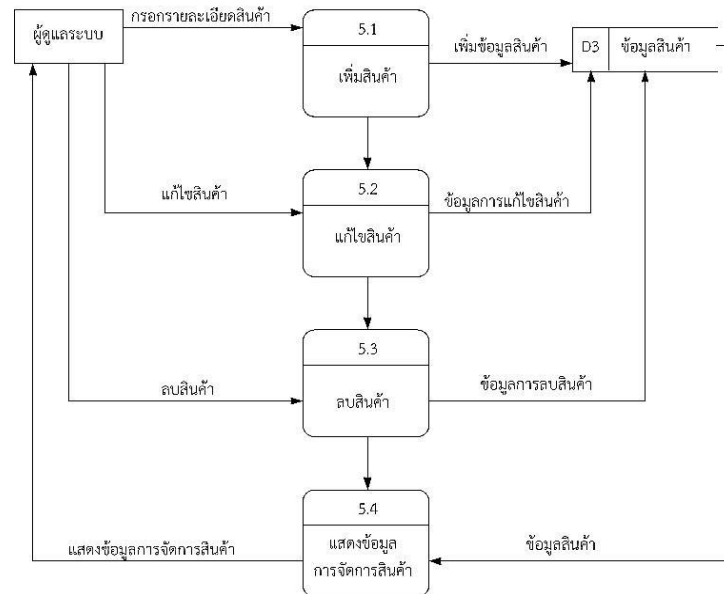 กรอกรายละเอียดสินค้า
ผู้ดูแลระบบ
5.1
เพิ่มสินค้า
เพิ่มข้อมูลสินค้า
D3 ข้อมูลสินค้า
แก้ไขสินค้า
5.2
แก้ไขสินค้า
ข้อมูลการแก้ไขสินค้า
5.3
ลบสินค้า
ลบสินค้า
ข้อมูลการลบสินค้า
5.4
แสดงข้อมูล
การจัดการสินค้า
แสดงข้อมูลการจัดการสินค้า
ข้อมูลสินค้า